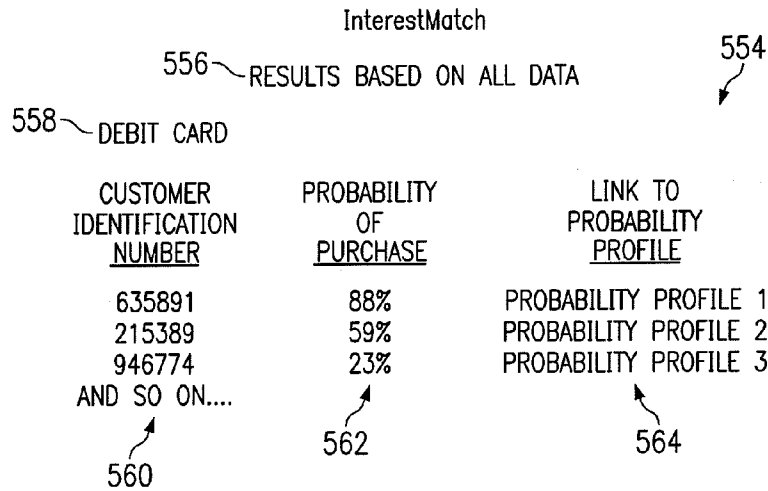 InterestMatch
556 RESULTS BASED ON ALL DATA
554
558 DEBIT CARD
CUSTOMER IDENTIFICATION NUMBER
PROBABILITY OF PURCHASE
LINK TO PROBABILITY PROFILE
635891 88% PROBABILITY PROFILE 1
215389 59% PROBABILITY PROFILE 2
946774 23% PROBABILITY PROFILE 3
AND SO ON....
560 562 564